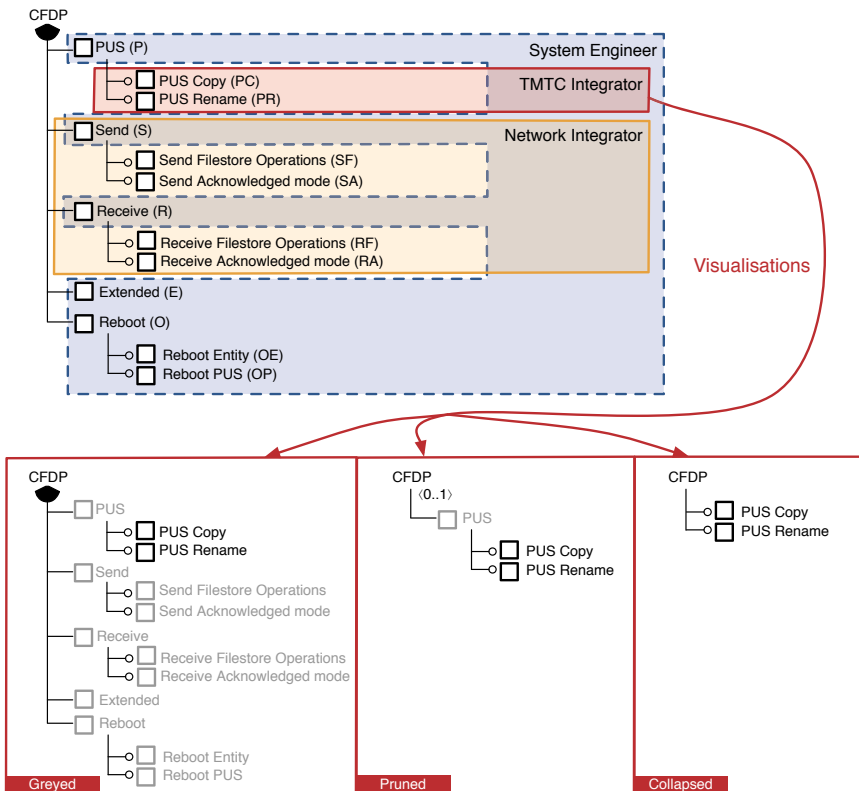 CFDP
PUS (P)
System Engineer
PUS Copy (PC)
TMTC Integrator
PUS Rename (PR)
Send (S)
Network Integrator
Send Filestore Operations (SF)
Send Acknowledged mode (SA)
Receive (R)
Receive Filestore Operations (RF)
Receive Acknowledged mode (RA)
Visualisations
Extended (E)
Reboot (O)
Reboot Entity (OE)
Reboot PUS (OP)
CFDP
PUS
PUS Copy
PUS Rename
Send
Send Filestore Operations
Send Acknowledged mode
Receive
Receive Filestore Operations
Receive Acknowledged mode
Extended
Reboot
Reboot Entity
Reboot PUS
Greyed
CFDP
⟨0..1⟩
PUS
PUS Copy
PUS Rename
Pruned
CFDP
PUS Copy
PUS Rename
Collapsed